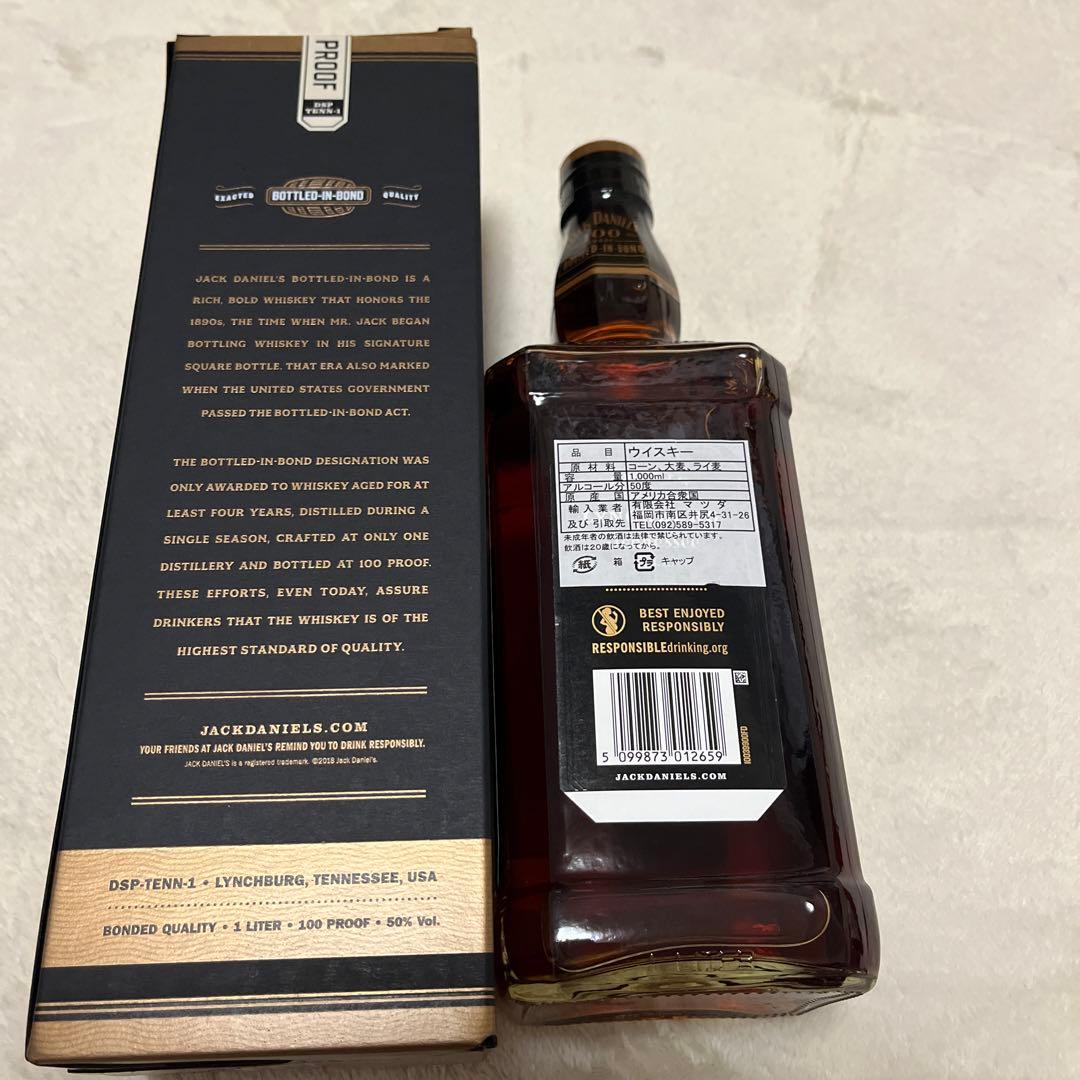 PROOF
DSP
TENN-1
EXACTED BOTTLED-IN-BOND QUALITY
JACK DANIEL'S BOTTLED-IN-BOND IS A
RICH, BOLD WHISKEY THAT HONORS THE
1890s, THE TIME WHEN MR. JACK BEGAN
BOTTLING WHISKEY IN HIS SIGNATURE
SQUARE BOTTLE. THAT ERA ALSO MARKED
WHEN THE UNITED STATES GOVERNMENT
PASSED THE BOTTLED-IN-BOND ACT.
THE BOTTLED-IN-BOND DESIGNATION WAS
ONLY AWARDED TO WHISKEY AGED FOR AT
LEAST FOUR YEARS, DISTILLED DURING A
SINGLE SEASON, CRAFTED AT ONLY ONE
DISTILLERY AND BOTTLED AT 100 PROOF.
THESE EFFORTS, EVEN TODAY, ASSURE
DRINKERS THAT THE WHISKEY IS OF THE
HIGHEST STANDARD OF QUALITY.
JACKDANIELS.COM
YOUR FRIENDS AT JACK DANIEL'S REMIND YOU TO DRINK RESPONSIBLY.
JACK DANIEL'S is a registered trademark. ©2018 Jack Daniel's.
DSP-TENN-1 • LYNCHBURG, TENNESSEE, USA
BONDED QUALITY • 1 LITER • 100 PROOF • 50% Vol.
品 目 ウイスキー
原材料 コーン、大麦、ライ麦
容 量 1,000ml
アルコール分 50度
原産国 アメリカ合衆国
輸入業者 有限会社 マツダ
及び引取先 福岡市南区井尻4-31-26
TEL(092)589-5317
未成年者の飲酒は法律で禁じられています。
飲酒は20歳になってから。
紙 箱 プラ キャップ
BEST ENJOYED
RESPONSIBLY
RESPONSIBLEdrinking.org
5 099873 012659
10039900FD
JACKDANIELS.COM